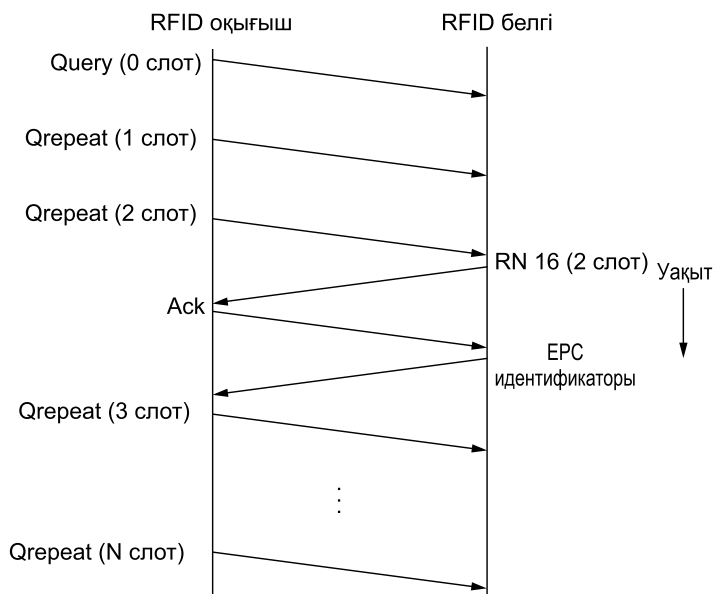 RFID оқығыш
RFID белгі
Query (0 слот)
Qrepeat (1 слот)
Qrepeat (2 слот)
RN 16 (2 слот)
Уақыт
Ack
EPC
идентификаторы
Qrepeat (3 слот)
Qrepeat (N слот)